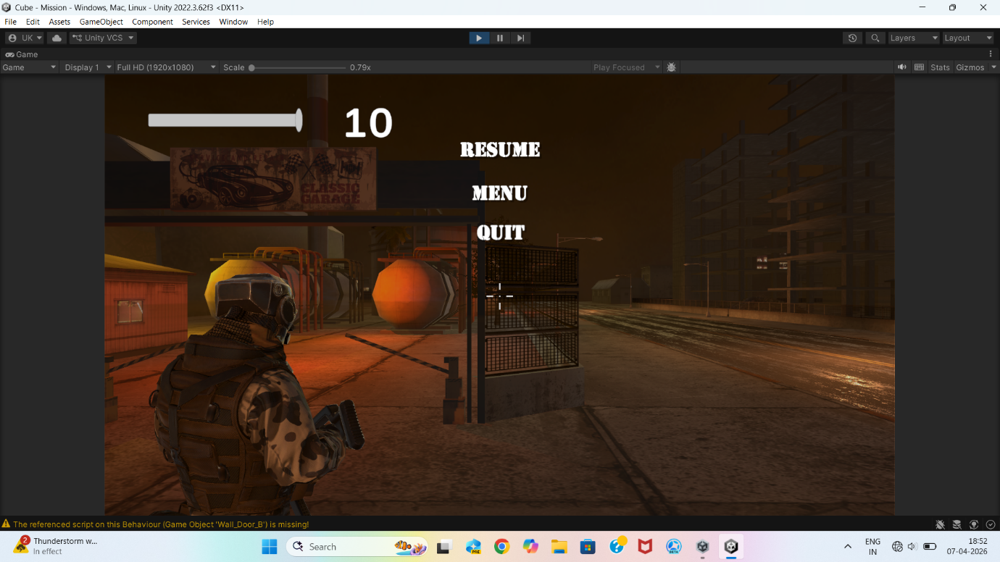 Cube - Mission - Windows, Mac, Linux - Unity 2022.3.62f3 <DX11>
File Edit Assets GameObject Component Services Window Help
UK Unity VCS Layers Layout
Game
Game Display 1 Full HD (1920x1080) Scale 0.79x Play Focused Stats Gizmos
10
RESUME
MENU
QUIT
CLASSIC
GARAGE
The referenced script on this Behaviour (Game Object 'Wall_Door_B') is missing!
2
Thunderstorm w...
In effect
Search
PRE
BETA
ENG
IN
18:52
07-04-2026